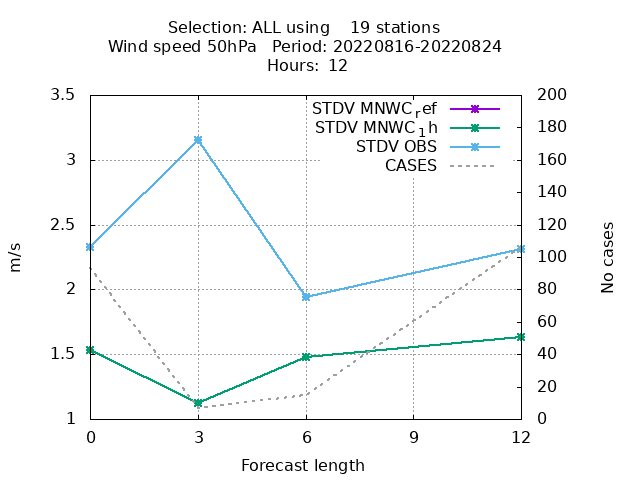 Selection: ALL using    19 stations
Wind speed 50hPa   Period: 20220816-20220824
Hours:  12
STDV MNWC_ref
STDV MNWC_1h
STDV OBS
CASES
3.5
3
2.5
2
1.5
1
m/s
200
180
160
140
120
100
80
60
40
20
0
No cases
0 3 6 9 12
Forecast length